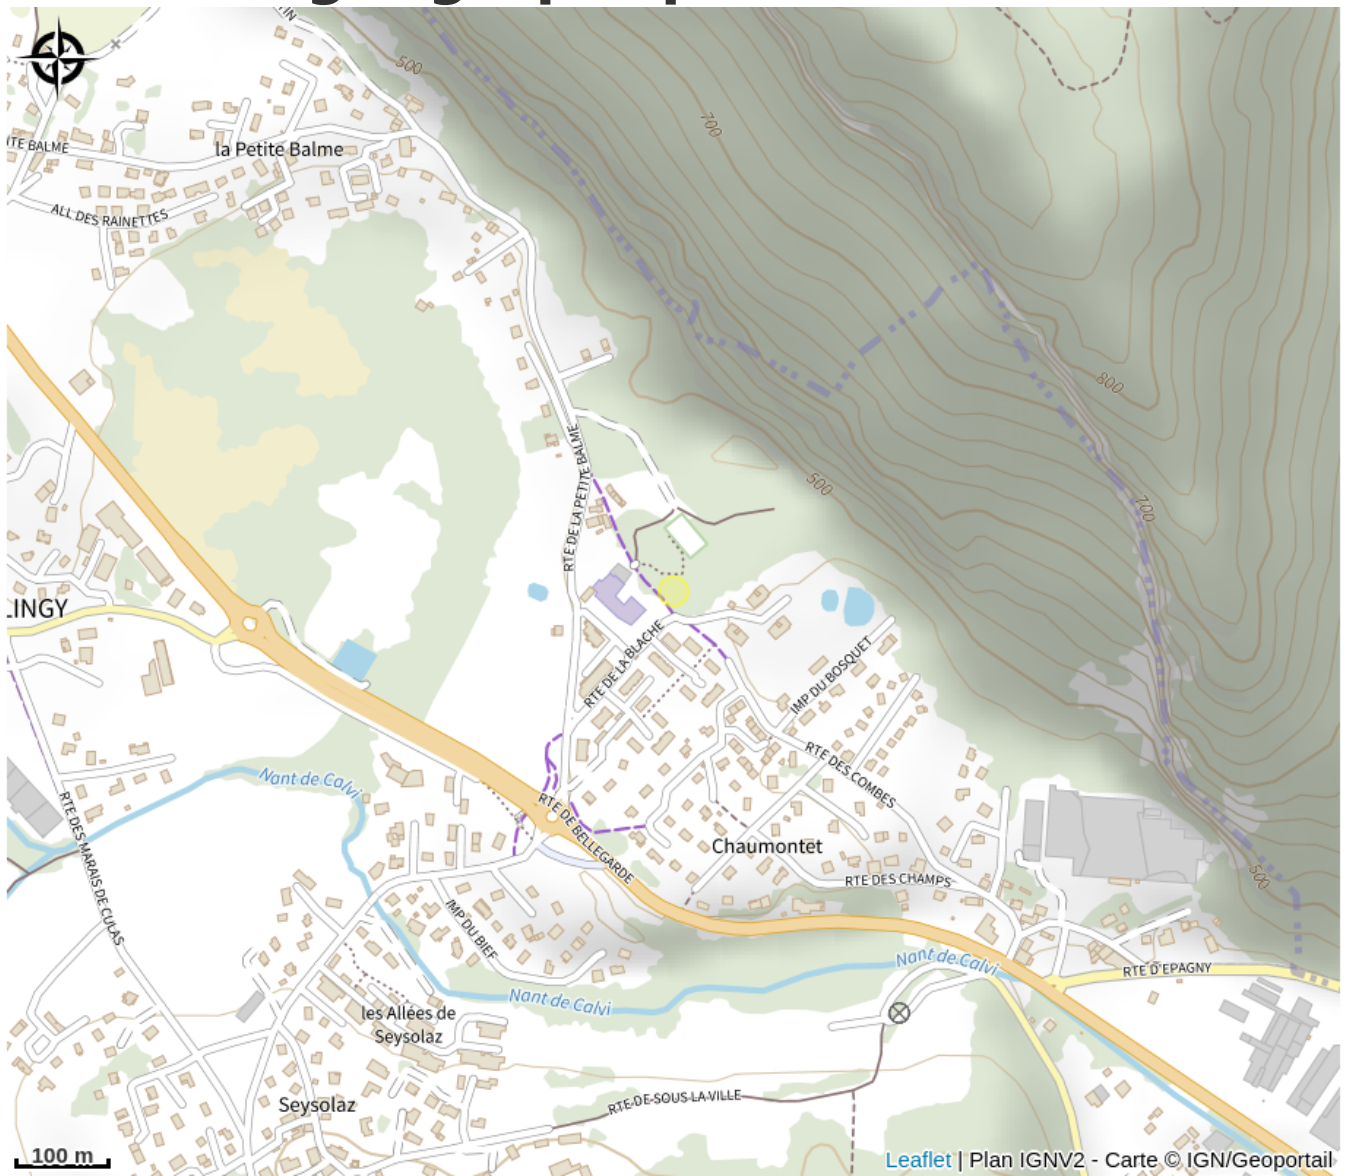 500
700
la Petite Balme
ITE BALME
ALL DES RAINETTES
800
RTE DE LA PETITE BALME
500
700
LINGY
RTE DE LA BLACHE
IMP DU BOSQUET
RTE DES COMBES
Nant de Calvi
RTE DES MARAIS DE CULAS
RTE DE BELLEGARDE
Chaumontet
RTE DES CHAMPS
500
IMP DU BIEF
Nant de Calvi
RTE D'EPAGNY
Nant de Calvi
les Allées de
Seysolaz
Seysolaz
RTE DE SOUS LA VILLE
100 m
Leaflet | Plan IGNV2 - Carte © IGN/Geoportail